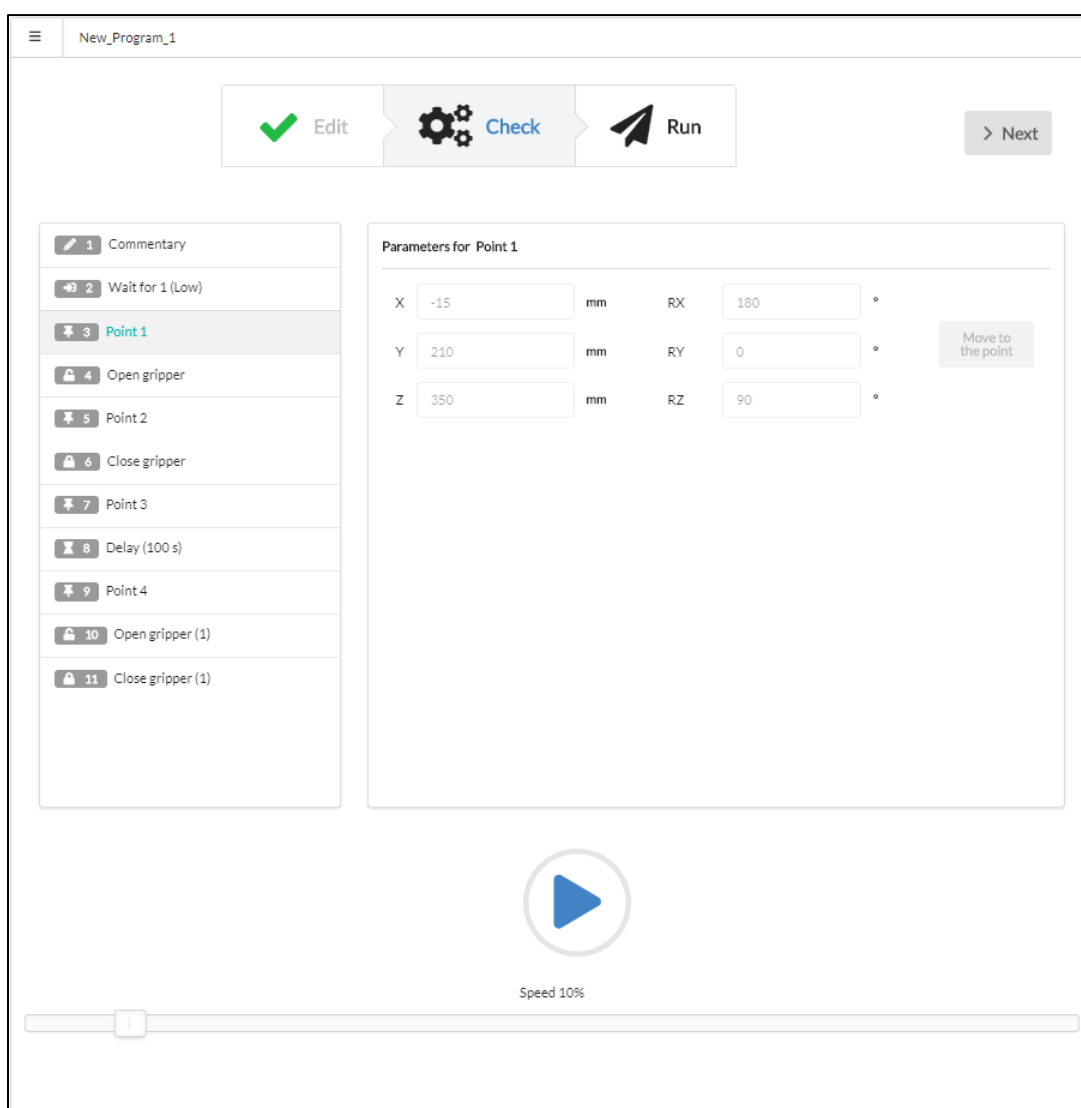 New_Program_1
Edit
Check
Run
Next
1 Commentary
2 Wait for 1 (Low)
3 Point 1
4 Open gripper
5 Point 2
6 Close gripper
7 Point 3
8 Delay (100 s)
9 Point 4
10 Open gripper (1)
11 Close gripper (1)
Parameters for Point 1
X -15 mm RX 180 °
Y 210 mm RY 0 °
Z 350 mm RZ 90 °
Move to
the point
Speed 10%